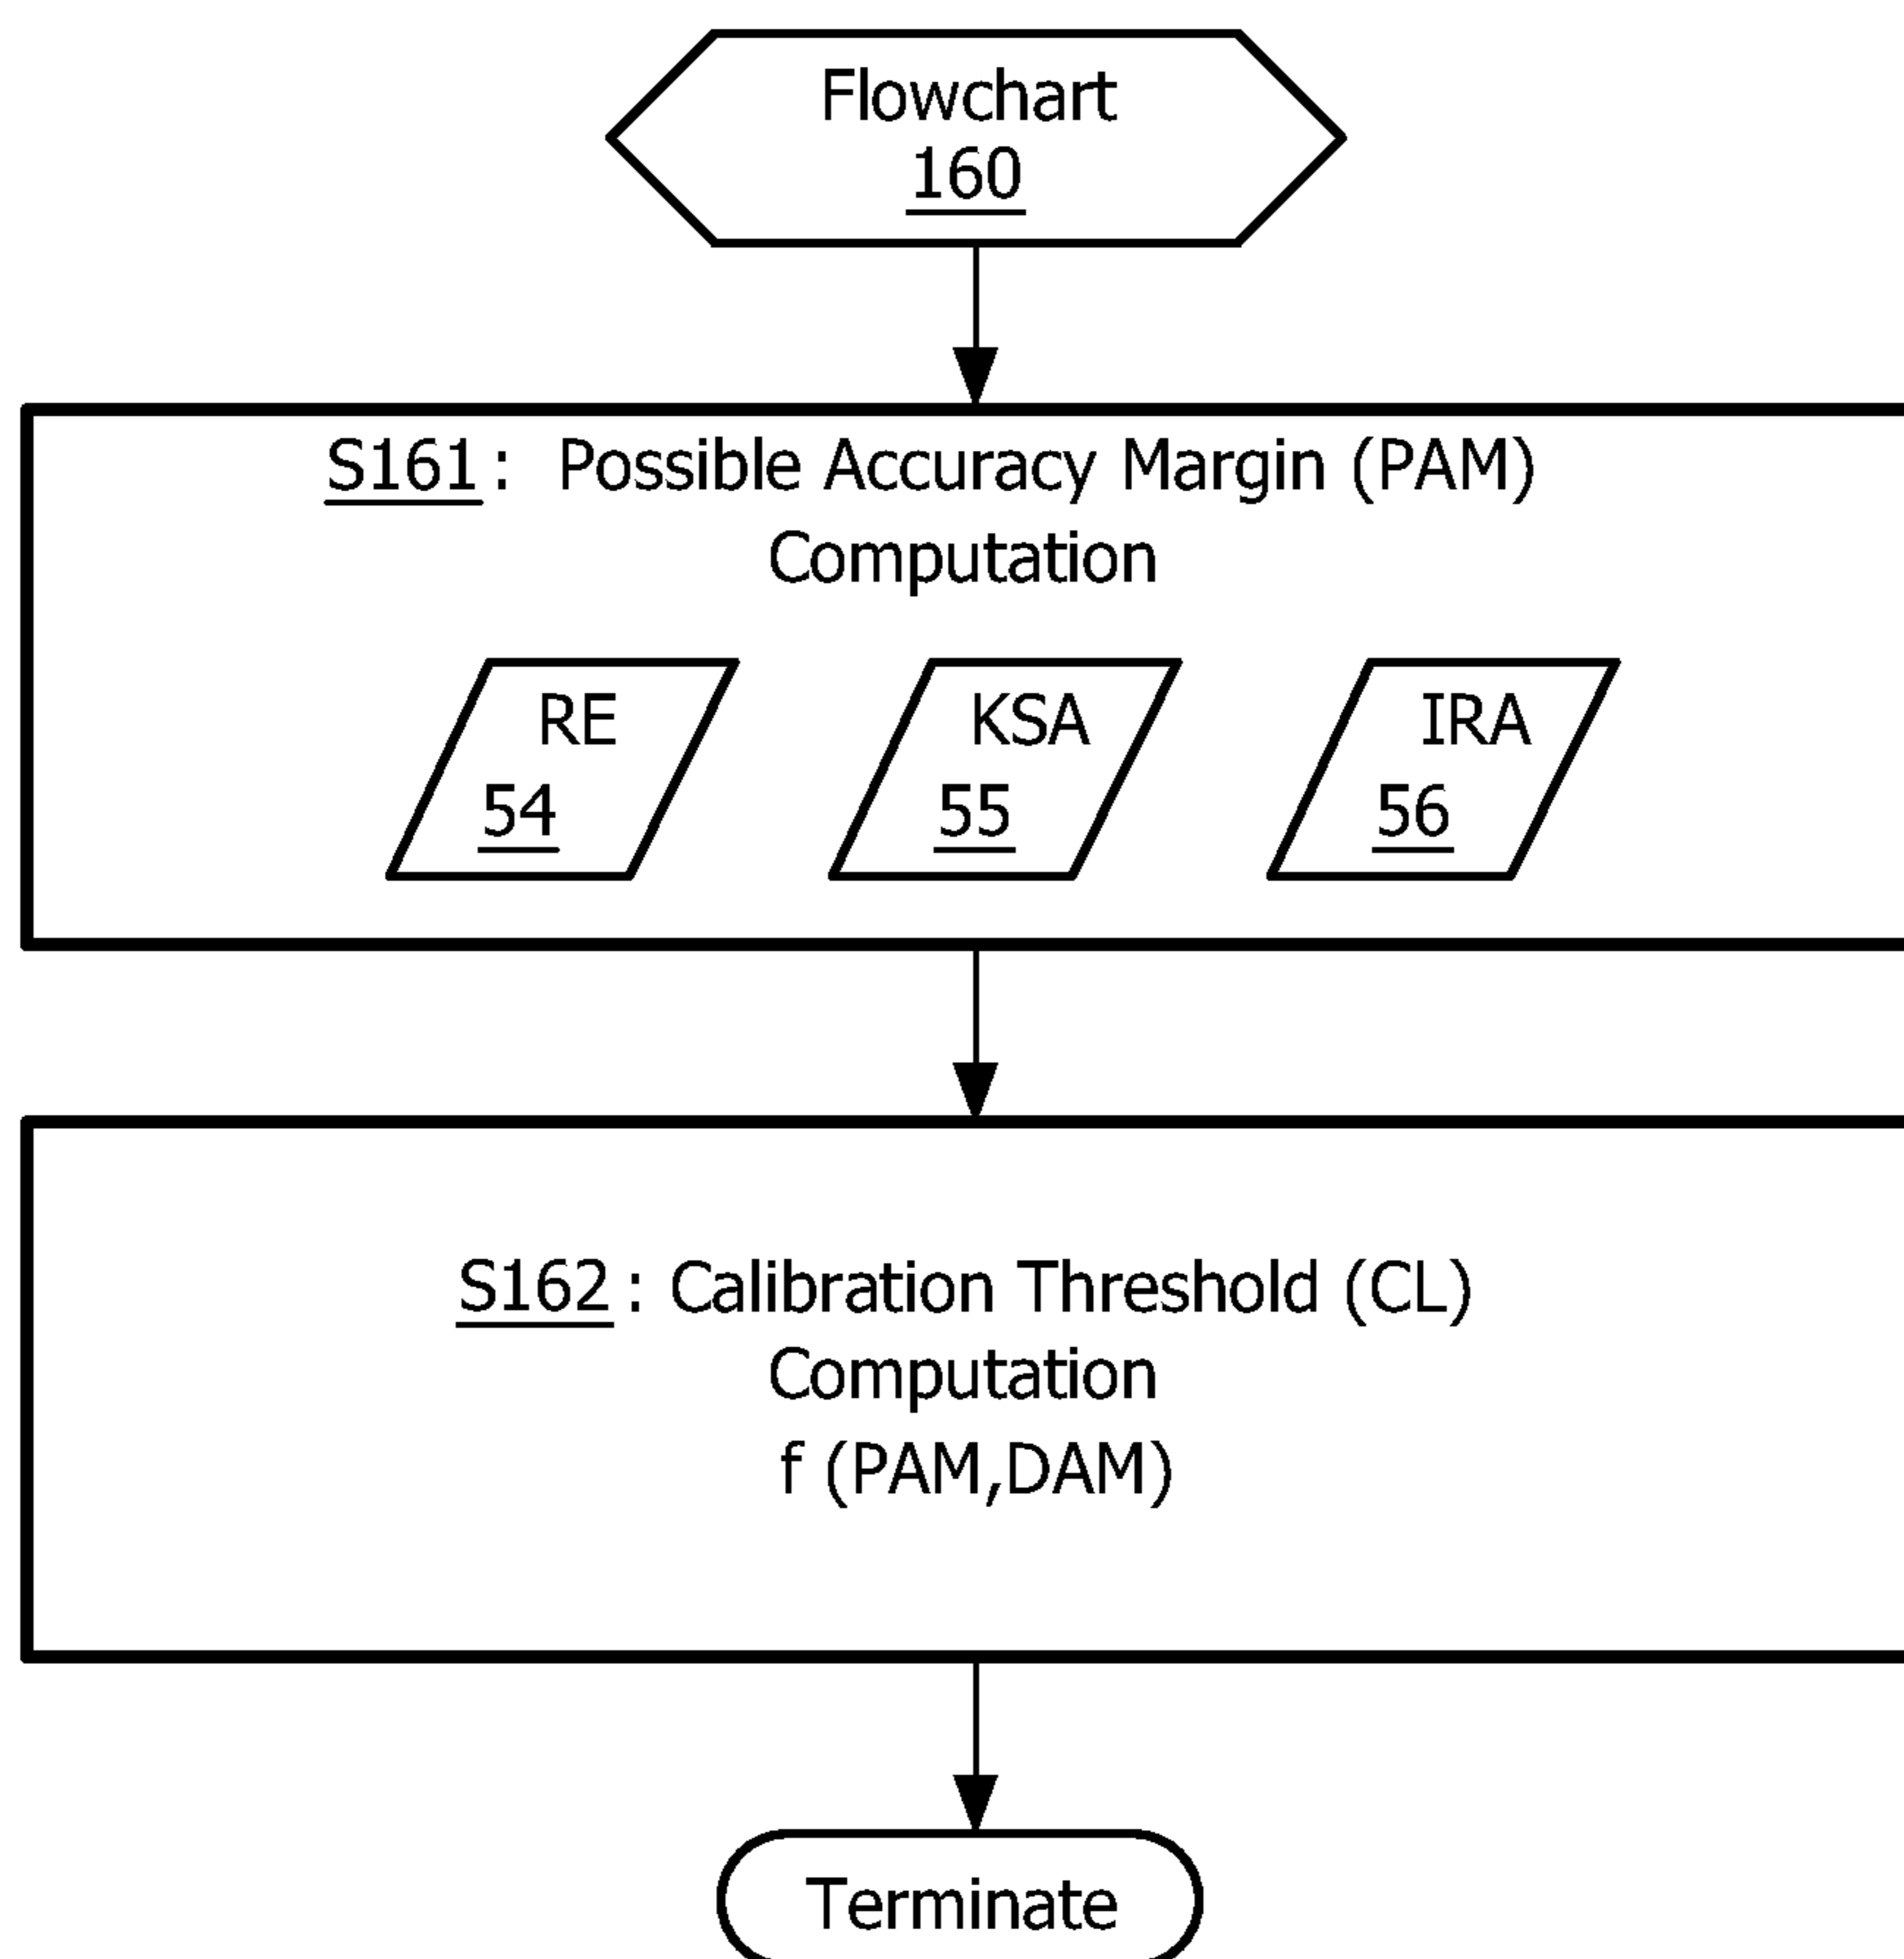 Flowchart
160
S161: Possible Accuracy Margin (PAM)
Computation
RE
54
KSA
55
IRA
56
S162: Calibration Threshold (CL)
Computation
f (PAM,DAM)
Terminate